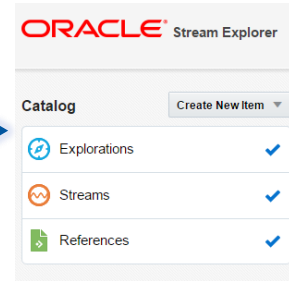 ORACLE® Stream Explorer
Catalog Create New Item
Explorations
Streams
References